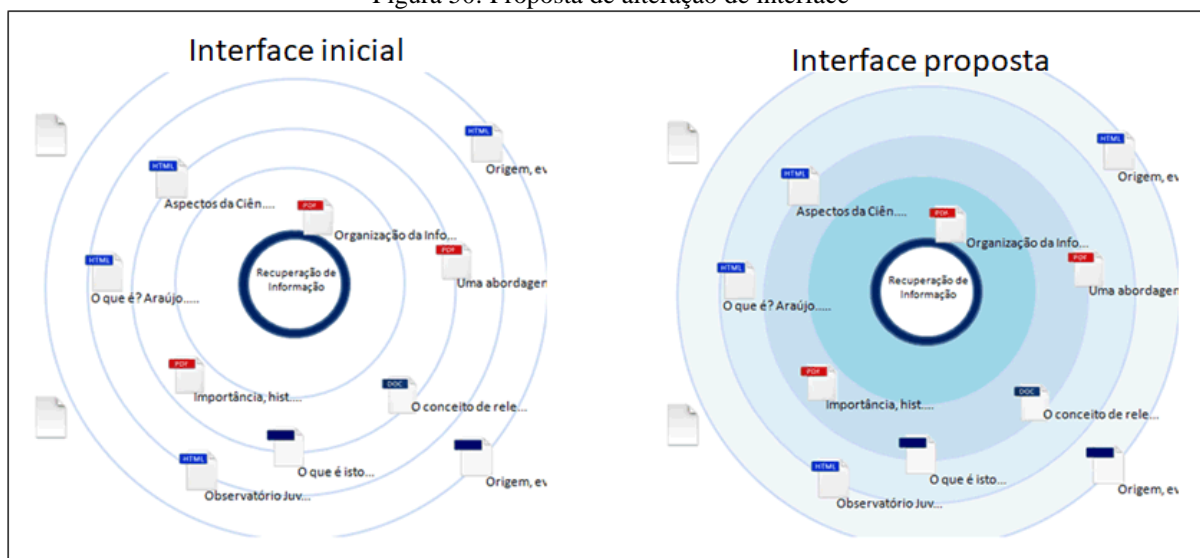 Figura 36: Proposta de alteração de interface
Interface inicial
HTML
Origem, ev
HTML
Aspectos da Ciên....
PDF
Organização da Info...
PDF
Uma abordagen
HTML
O que é? Araújo.....
Recuperação de
Informação
PDF
Importância, hist....
DOC
O conceito de rele...
O que é isto...
HTML
Observatório Juv...
Origem, ev
Interface proposta
HTML
Origem, ev
HTML
Aspectos da Ciên....
PDF
Organização da Info...
PDF
Uma abordagen
HTML
O que é? Araújo.....
Recuperação de
Informação
PDF
Importância, hist....
DOC
O conceito de rele...
O que é isto...
HTML
Observatório Juv...
Origem, ev